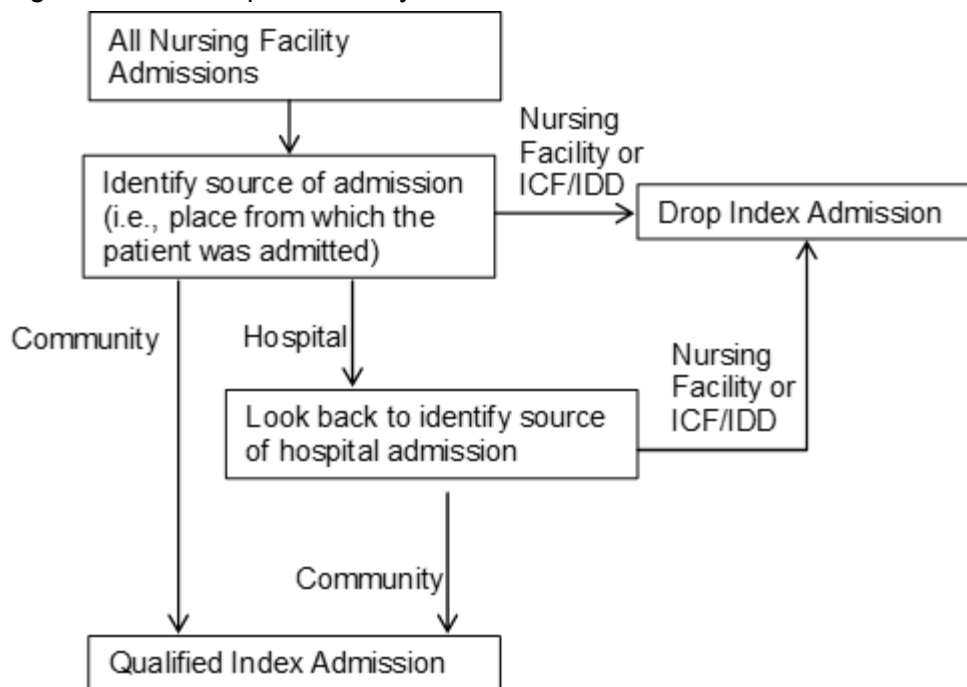 All Nursing Facility
Admissions
Nursing
Facility or
ICF/IDD
Identify source of admission
(i.e., place from which the
patient was admitted)
Drop Index Admission
Community
Hospital
Nursing
Facility or
ICF/IDD
Look back to identify source
of hospital admission
Community
Qualified Index Admission